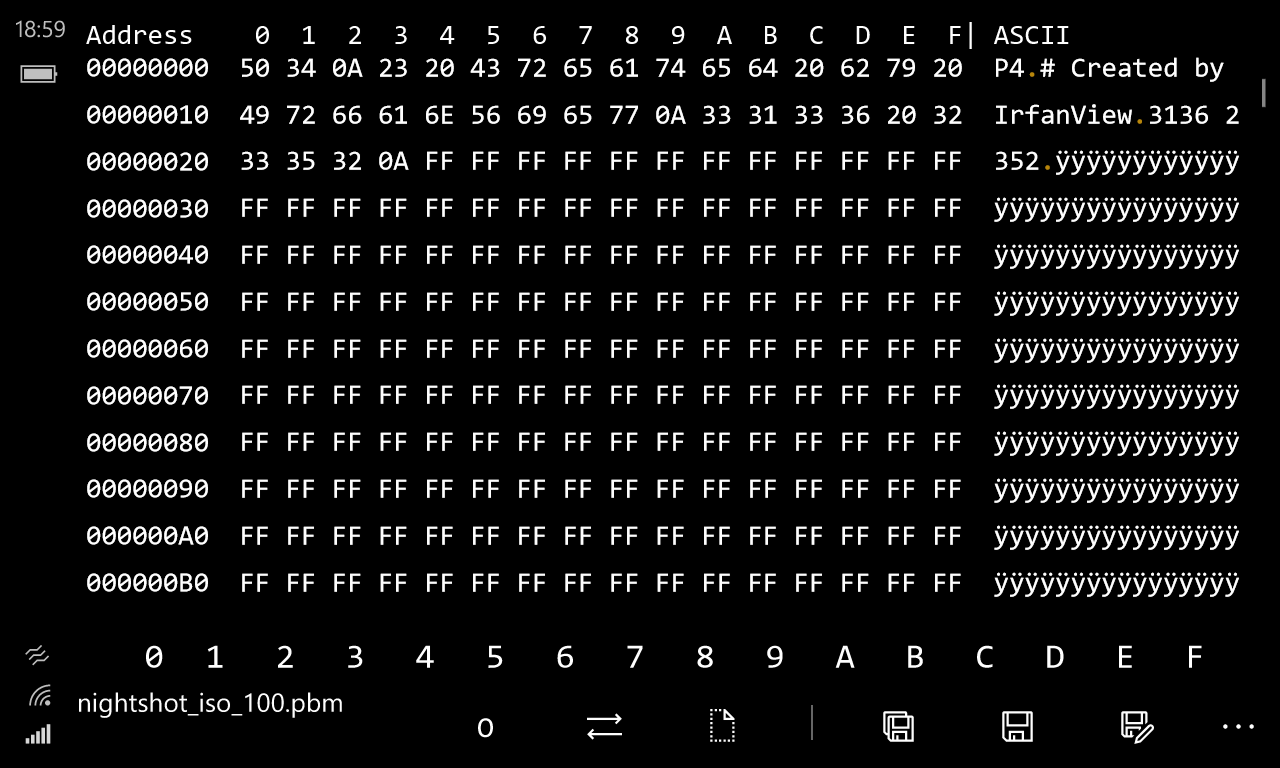 18:59
Address 0 1 2 3 4 5 6 7 8 9 A B C D E F| ASCII
00000000 50 34 0A 23 20 43 72 65 61 74 65 64 20 62 79 20 P4.# Created by
00000010 49 72 66 61 6E 56 69 65 77 0A 33 31 33 36 20 32 IrfanView.3136 2
00000020 33 35 32 0A FF FF FF FF FF FF FF FF FF FF FF FF 352.ÿÿÿÿÿÿÿÿÿÿÿÿ
00000030 FF FF FF FF FF FF FF FF FF FF FF FF FF FF FF FF ÿÿÿÿÿÿÿÿÿÿÿÿÿÿÿÿ
00000040 FF FF FF FF FF FF FF FF FF FF FF FF FF FF FF FF ÿÿÿÿÿÿÿÿÿÿÿÿÿÿÿÿ
00000050 FF FF FF FF FF FF FF FF FF FF FF FF FF FF FF FF ÿÿÿÿÿÿÿÿÿÿÿÿÿÿÿÿ
00000060 FF FF FF FF FF FF FF FF FF FF FF FF FF FF FF FF ÿÿÿÿÿÿÿÿÿÿÿÿÿÿÿÿ
00000070 FF FF FF FF FF FF FF FF FF FF FF FF FF FF FF FF ÿÿÿÿÿÿÿÿÿÿÿÿÿÿÿÿ
00000080 FF FF FF FF FF FF FF FF FF FF FF FF FF FF FF FF ÿÿÿÿÿÿÿÿÿÿÿÿÿÿÿÿ
00000090 FF FF FF FF FF FF FF FF FF FF FF FF FF FF FF FF ÿÿÿÿÿÿÿÿÿÿÿÿÿÿÿÿ
000000A0 FF FF FF FF FF FF FF FF FF FF FF FF FF FF FF FF ÿÿÿÿÿÿÿÿÿÿÿÿÿÿÿÿ
000000B0 FF FF FF FF FF FF FF FF FF FF FF FF FF FF FF FF ÿÿÿÿÿÿÿÿÿÿÿÿÿÿÿÿ
0 1 2 3 4 5 6 7 8 9 A B C D E F
nightshot_iso_100.pbm
0